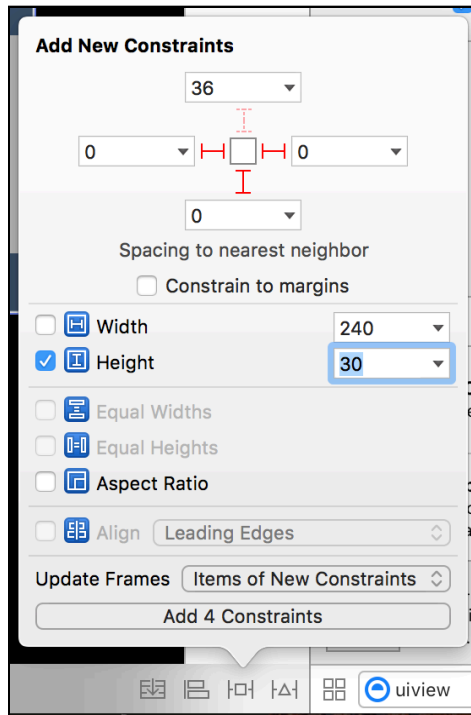 Add New Constraints
36
0 0
0
Spacing to nearest neighbor
Constrain to margins
Width 240
Height 30
Equal Widths
Equal Heights
Aspect Ratio
Align Leading Edges
Update Frames Items of New Constraints
Add 4 Constraints
uiview